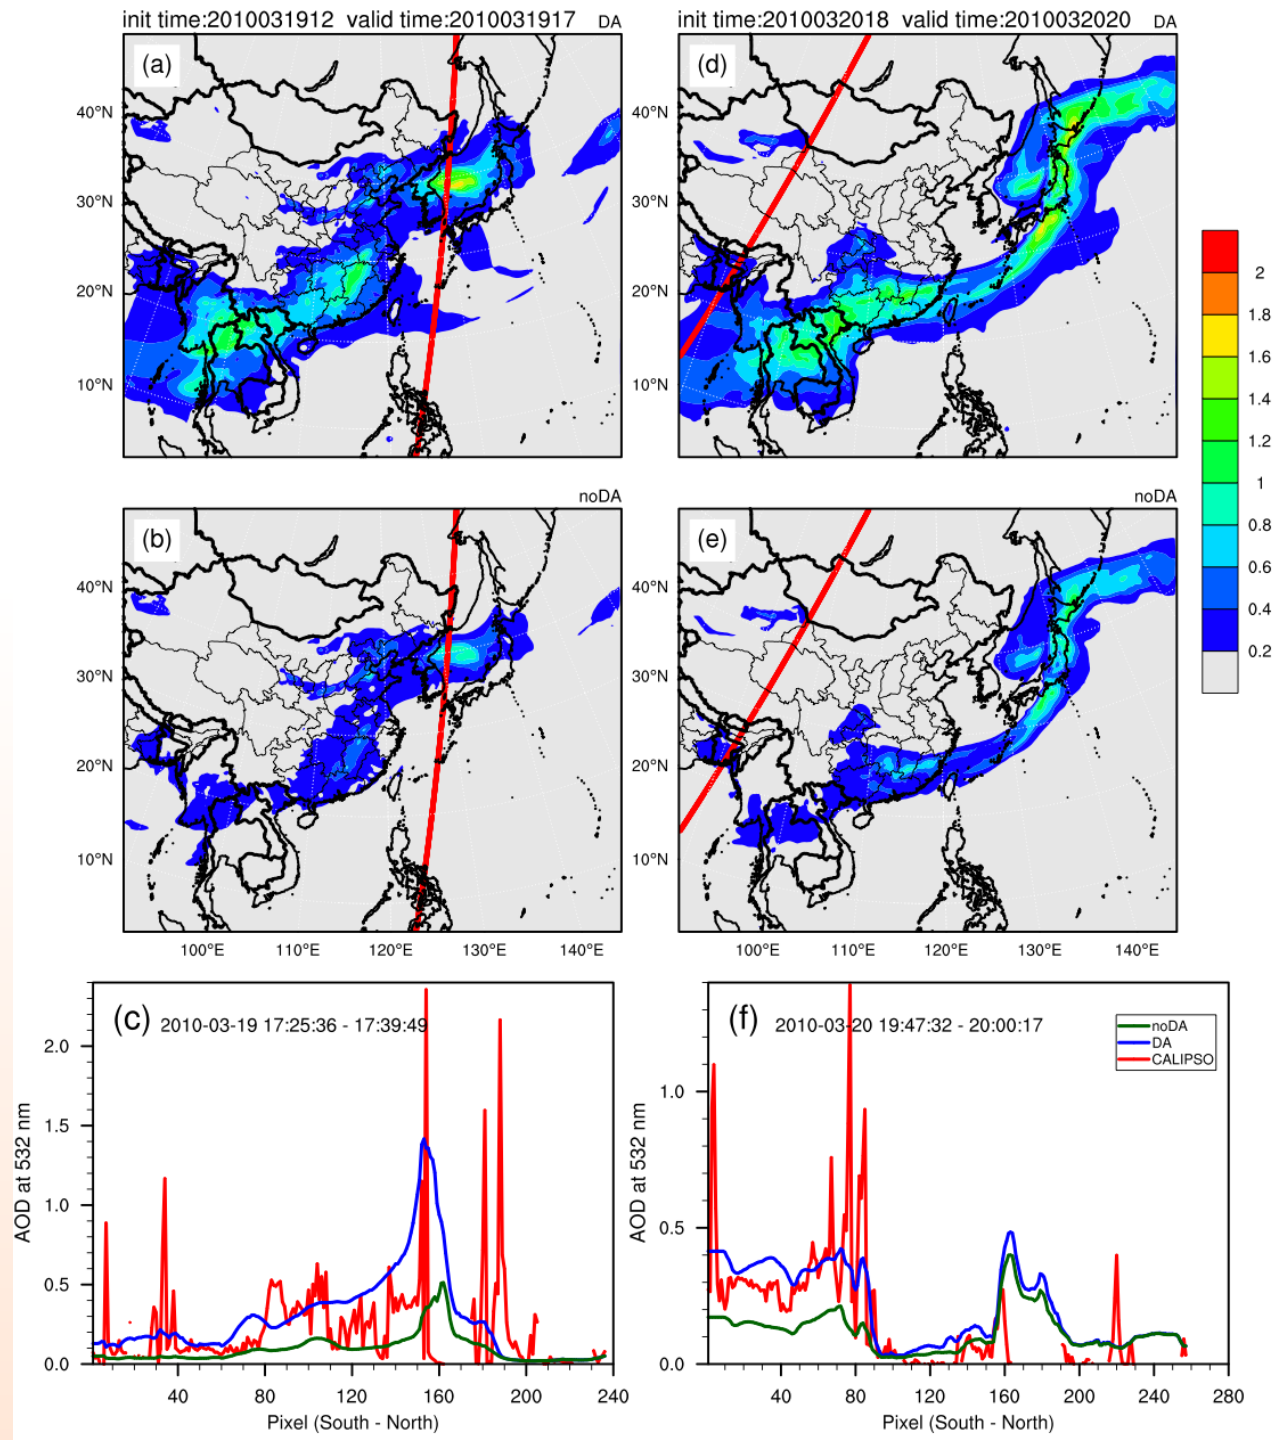 init time:2010031912 valid time:2010031917 DA
(a)
40°N
30°N
20°N
10°N
init time:2010032018 valid time:2010032020 DA
(d)
40°N
30°N
20°N
10°N
2
1.8
1.6
1.4
1.2
1
0.8
0.6
0.4
0.2
noDA
(b)
40°N
30°N
20°N
10°N
100°E 110°E 120°E 130°E 140°E
noDA
(e)
40°N
30°N
20°N
10°N
100°E 110°E 120°E 130°E 140°E
(c) 2010-03-19 17:25:36 - 17:39:49
AOD at 532 nm
2.0
1.5
1.0
0.5
0.0
40 80 120 160 200 240
Pixel (South - North)
(f) 2010-03-20 19:47:32 - 20:00:17
noDA
DA
CALIPSO
AOD at 532 nm
1.0
0.5
0.0
40 80 120 160 200 240 280
Pixel (South - North)